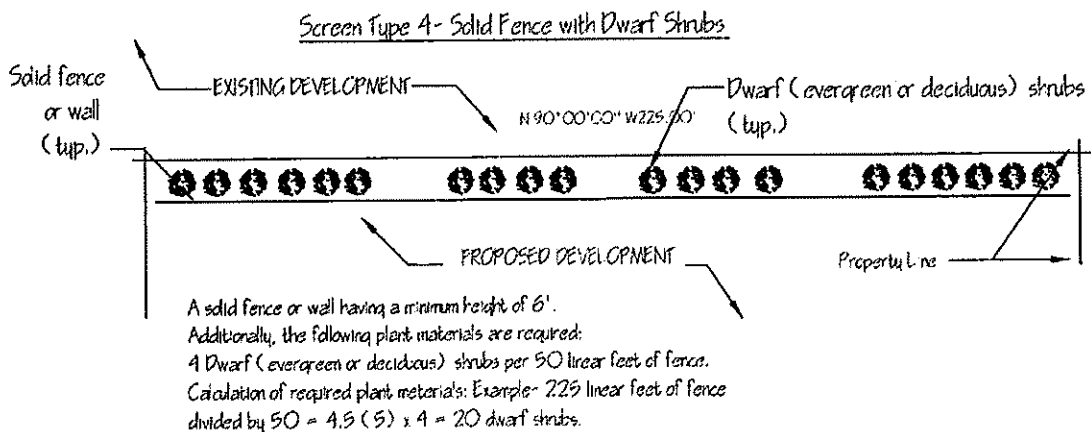 Screen Type 4- Solid Fence with Dwarf Shrubs
Solid fence
or wall
(typ.)
EXISTING DEVELOPMENT
N 90°00'00" W 225.00'
Dwarf (evergreen or deciduous) shrubs
(typ.)
PROPOSED DEVELOPMENT
Property Line
A solid fence or wall having a minimum height of 6'.
Additionally, the following plant materials are required:
4 Dwarf (evergreen or deciduous) shrubs per 50 linear feet of fence.
Calculation of required plant materials: Example- 225 linear feet of fence
divided by 50 = 4.5 (5) x 4 = 20 dwarf shrubs.